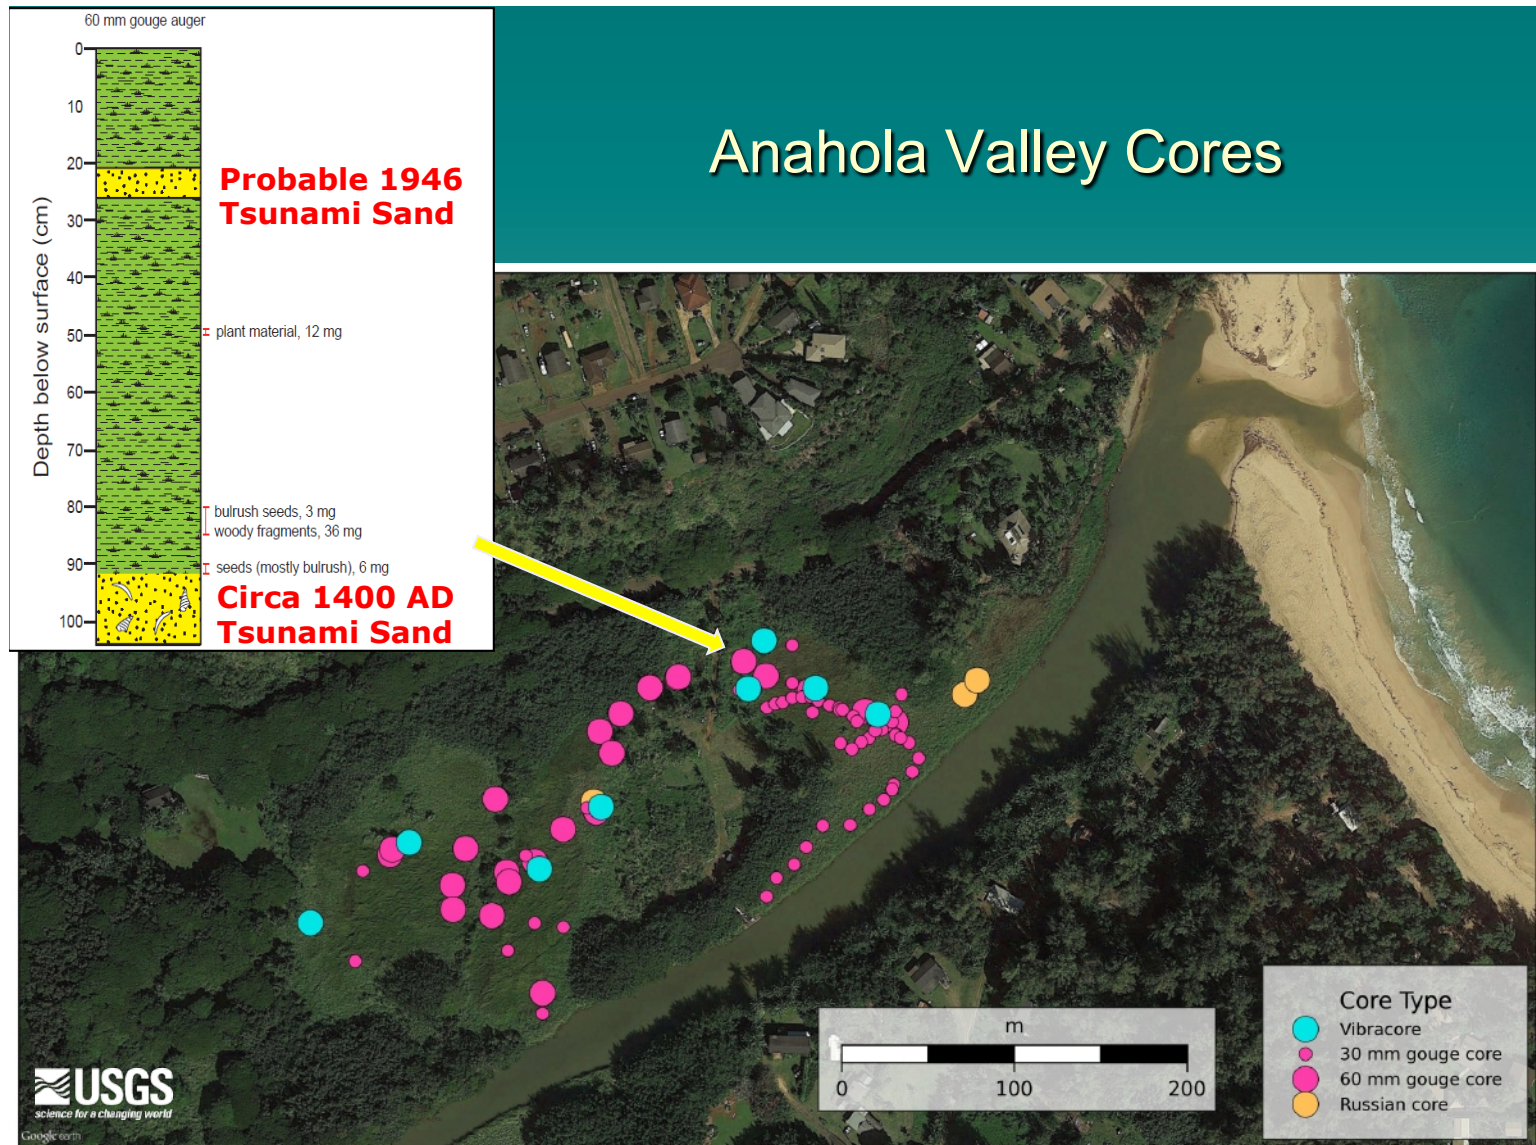 60 mm gouge auger
Anahola Valley Cores
Depth below surface (cm)
0
10
20
30
40
50
60
70
80
90
100
Probable 1946
Tsunami Sand
plant material, 12 mg
bulrush seeds, 3 mg
woody fragments, 36 mg
seeds (mostly bulrush), 6 mg
Circa 1400 AD
Tsunami Sand
m
0 100 200
Core Type
Vibracore
30 mm gouge core
60 mm gouge core
Russian core
USGS
science for a changing world
Google earth